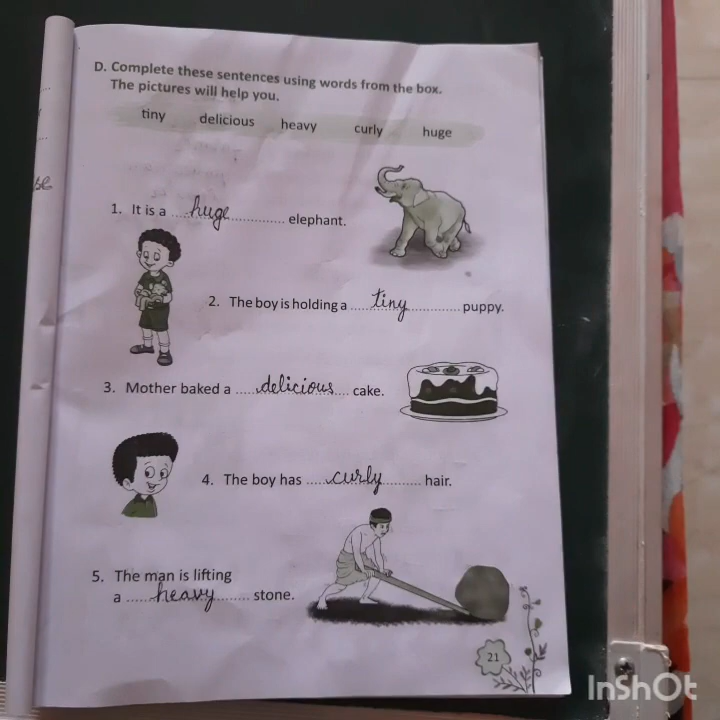 D. Complete these sentences using words from the box.
The pictures will help you.
tiny delicious heavy curly huge
1. It is a ....huge.... elephant.
2. The boy is holding a ....tiny.... puppy.
3. Mother baked a ....delicious.... cake.
4. The boy has ....curly.... hair.
5. The man is lifting
a ....heavy.... stone.
21
InShOt